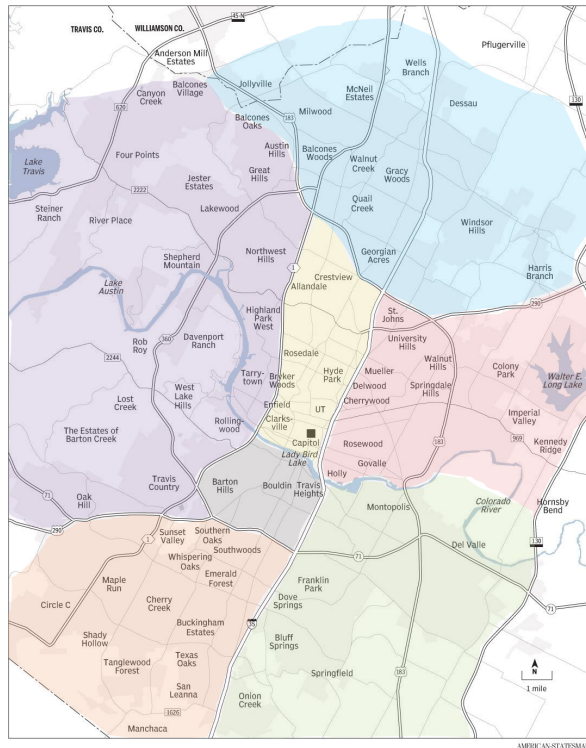 TRAVIS CO.
WILLIAMSON CO.
45 N
Anderson Mill
Estates
Pflugerville
Wells
Branch
Canyon
Creek
Balcones
Village
Jollyville
McNeil
Estates
130
620
Dessau
183
Milwood
Balcones
Oaks
Lake
Travis
Four Points
Austin
Hills
Balcones
Woods
Walnut
Creek
Gracy
Woods
Jester
Estates
Great
Hills
2222
Quail
Creek
Steiner
Ranch
River Place
Lakewood
Windsor
Hills
Shepherd
Mountain
Northwest
Hills
Georgian
Acres
Harris
Branch
1
Crestview
Allandale
290
Lake
Austin
Highland
Park
West
St.
Johns
Rob
Roy
360
Davenport
Ranch
University
Hills
2244
Rosedale
Walnut
Hills
Colony
Park
Walter E.
Long Lake
Tarry-
town
Bryker
Woods
Hyde
Park
Mueller
Delwood
Cherrywood
Springdale
Hills
Lost
Creek
West
Lake
Hills
Enfield
UT
Imperial
Valley
The Estates of
Barton Creek
Rolling-
wood
Clarks-
ville
Capitol
Lady Bird
Lake
Rosewood
183
969
Kennedy
Ridge
Govalle
Holly
Travis
Country
Barton
Hills
Bouldin
Travis
Heights
71
Oak
Hill
Montopolis
Colorado
River
Hornsby
Bend
290
1
Sunset
Valley
Southern
Oaks
Southwoods
Whispering
Oaks
130
Del Valle
71
Emerald
Forest
Maple
Run
Franklin
Park
Circle C
Cherry
Creek
Dove
Springs
71
Buckingham
Estates
35
Shady
Hollow
Bluff
Springs
Texas
Oaks
Tanglewood
Forest
Springfield
183
N
1 mile
San
Leanna
Onion
Creek
1626
Manchaca
AMERICAN-STATESMA